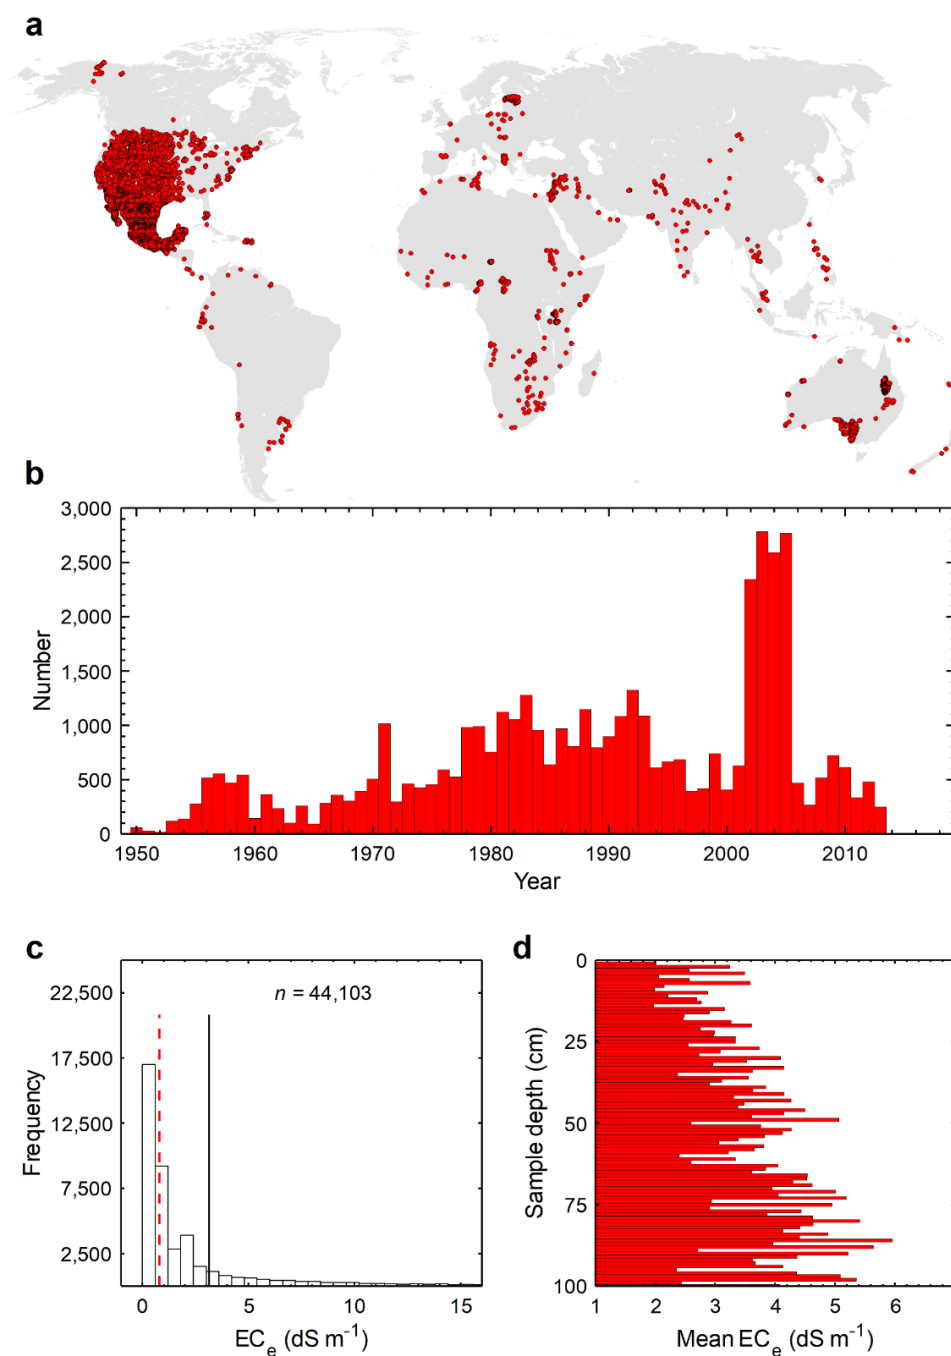 a
b
3,000
2,500
2,000
1,500
1,000
500
0
Number
1950 1960 1970 1980 1990 2000 2010
Year
c
22,500
17,500
12,500
7,500
2,500
Frequency
n = 44,103
0 5 10 15
ECe (dS m−1)
d
0
25
50
75
100
Sample depth (cm)
1 2 3 4 5 6
Mean ECe (dS m−1)